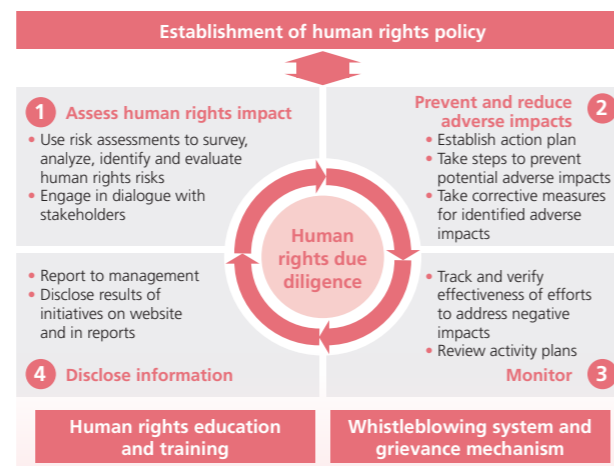 Establishment of human rights policy
1 Assess human rights impact
• Use risk assessments to survey,
analyze, identify and evaluate
human rights risks
• Engage in dialogue with
stakeholders
Prevent and reduce
adverse impacts 2
• Establish action plan
• Take steps to prevent
potential adverse impacts
• Take corrective measures
for identified adverse
impacts
Human
rights due
diligence
• Track and verify
effectiveness of efforts
to address negative
impacts
• Review activity plans
Monitor 3
• Report to management
• Disclose results of
initiatives on website
and in reports
4 Disclose information
Human rights education
and training
Whistleblowing system and
grievance mechanism